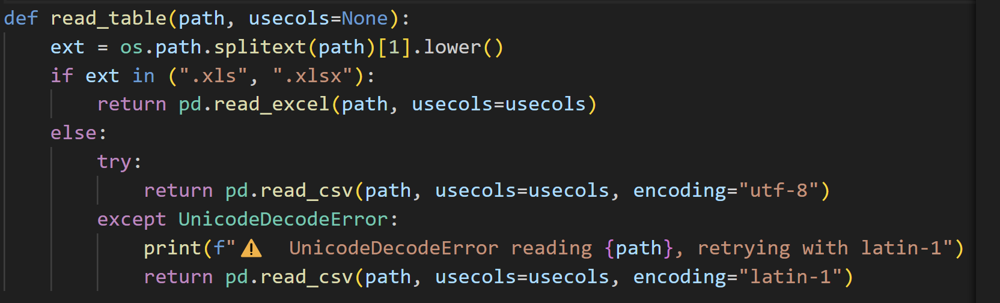 def read_table(path, usecols=None):
    ext = os.path.splitext(path)[1].lower()
    if ext in (".xls", ".xlsx"):
        return pd.read_excel(path, usecols=usecols)
    else:
        try:
            return pd.read_csv(path, usecols=usecols, encoding="utf-8")
        except UnicodeDecodeError:
            print(f"⚠️  UnicodeDecodeError reading {path}, retrying with latin-1")
            return pd.read_csv(path, usecols=usecols, encoding="latin-1")